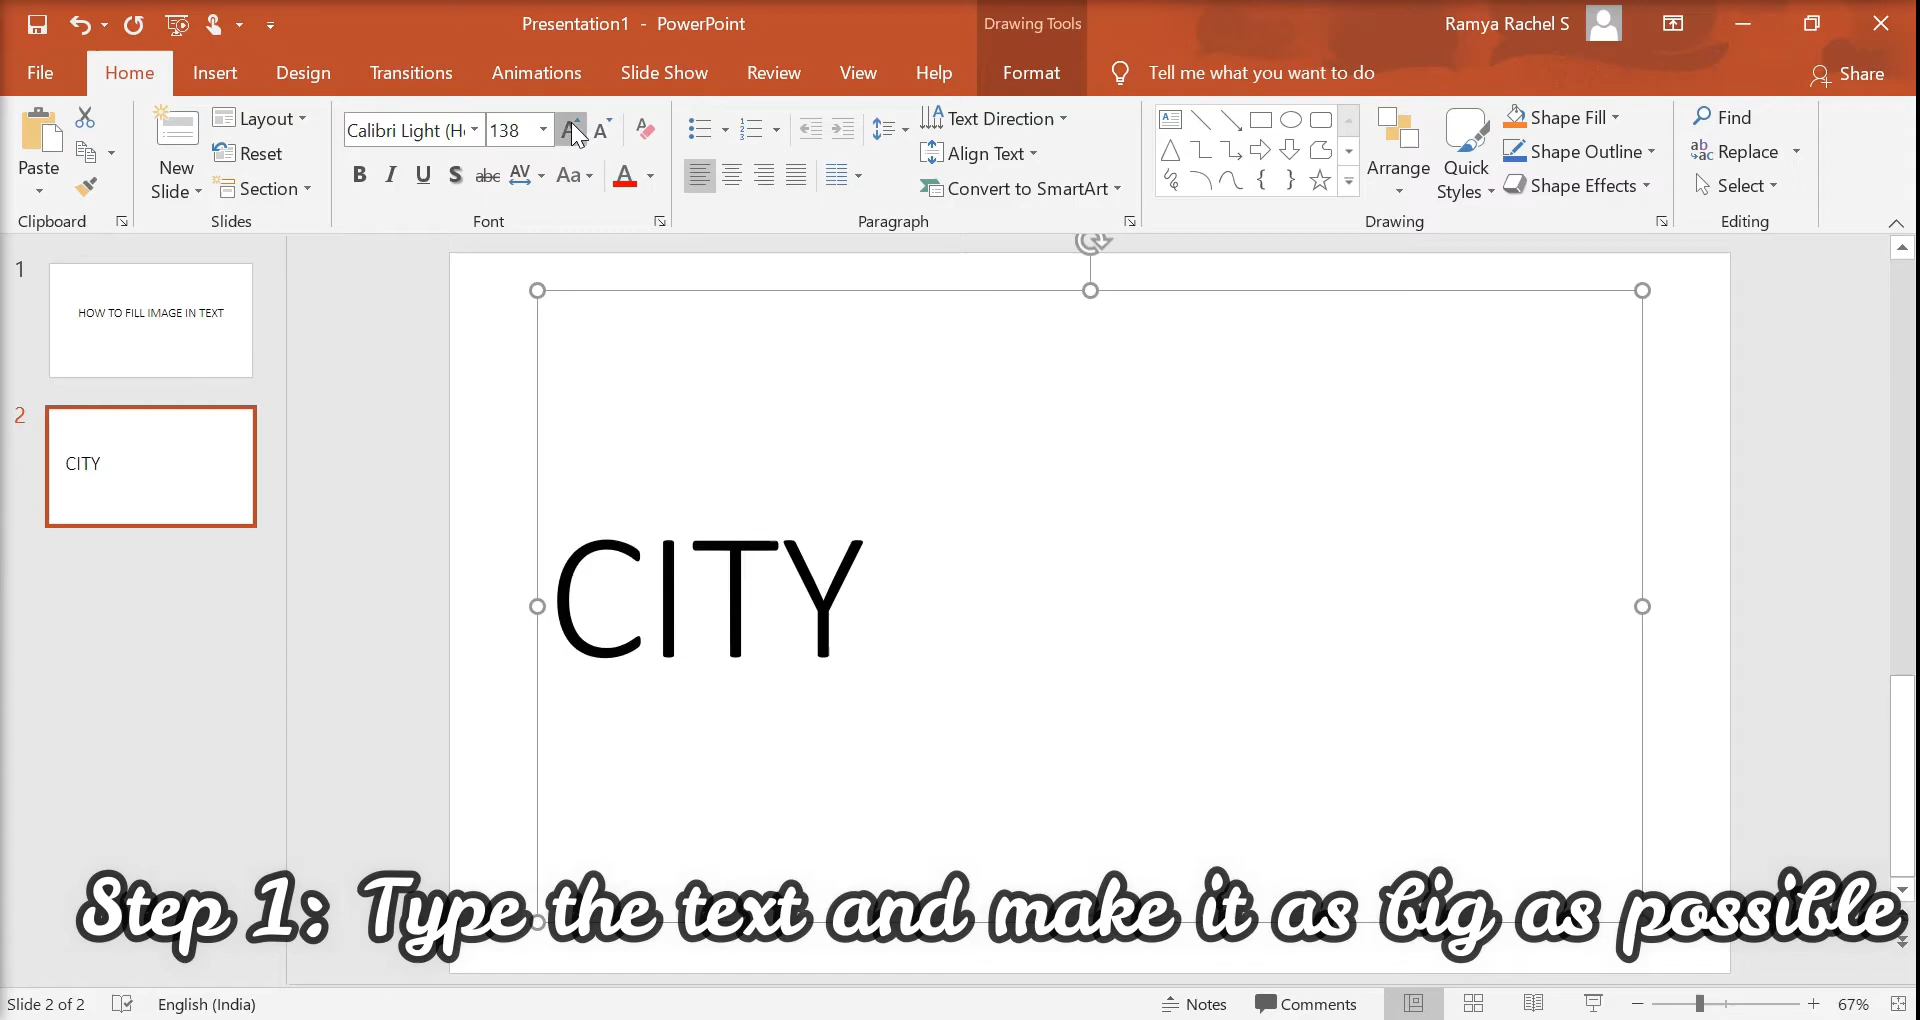 Presentation1 - PowerPoint
Drawing Tools
Ramya Rachel S
File
Home
Insert
Design
Transitions
Animations
Slide Show
Review
View
Help
Format
Tell me what you want to do
Share
Paste
Clipboard
New
Slide
Layout
Reset
Section
Slides
Calibri Light (H
138
B I U S abc AV Aa A
Font
Text Direction
Align Text
Convert to SmartArt
Paragraph
Arrange
Quick
Styles
Shape Fill
Shape Outline
Shape Effects
Drawing
Find
Replace
Select
Editing
1
HOW TO FILL IMAGE IN TEXT
2
CITY
CITY
Step 1: Type the text and make it as big as possible
Slide 2 of 2
English (India)
Notes
Comments
67%